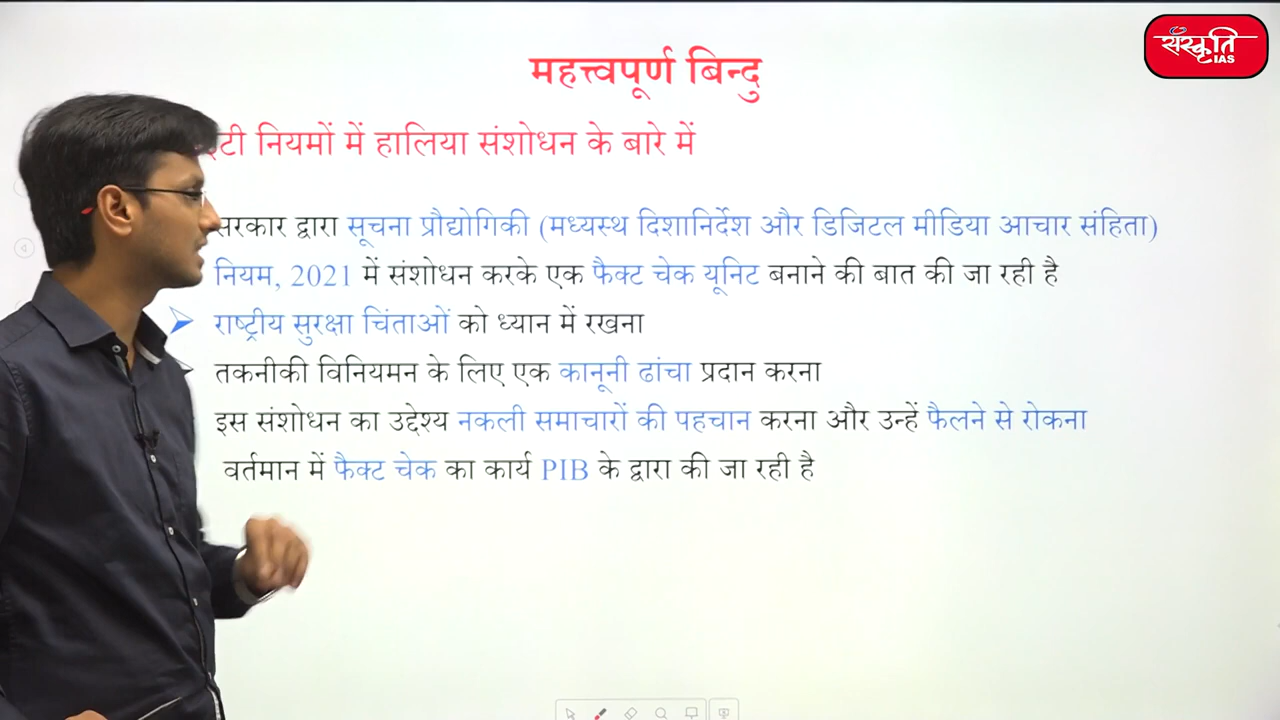 संस्कृति
IAS
महत्त्वपूर्ण बिन्दु
नियमों में हालिया संशोधन के बारे में
सरकार द्वारा सूचना प्रौद्योगिकी (मध्यस्थ दिशानिर्देश और डिजिटल मीडिया आचार संहिता)
नियम, 2021 में संशोधन करके एक फैक्ट चेक यूनिट बनाने की बात की जा रही है
राष्ट्रीय सुरक्षा चिंताओं को ध्यान में रखना
तकनीकी विनियमन के लिए एक कानूनी ढांचा प्रदान करना
इस संशोधन का उद्देश्य नकली समाचारों की पहचान करना और उन्हें फैलने से रोकना
वर्तमान में फैक्ट चेक का कार्य PIB के द्वारा की जा रही है